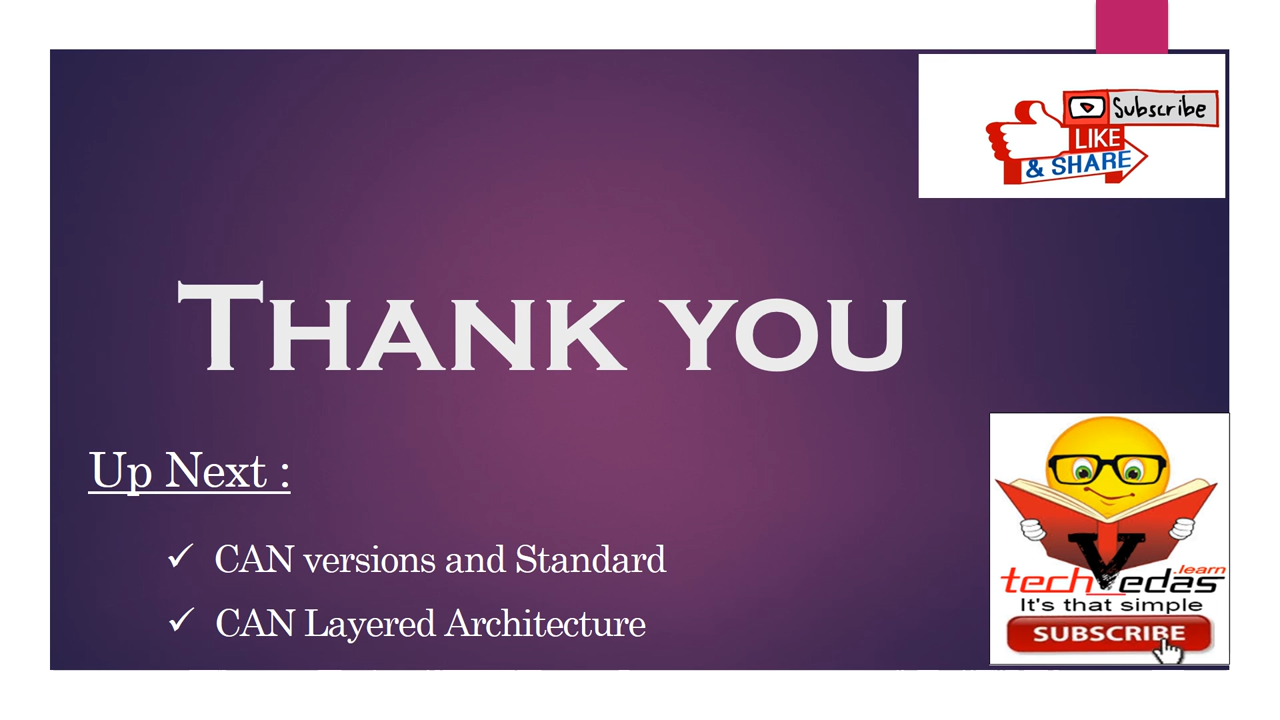 Subscribe
LIKE
& SHARE
THANK YOU
Up Next :
✓ CAN versions and Standard
✓ CAN Layered Architecture
V
.learn
techVedas
It's that simple
SUBSCRIBE